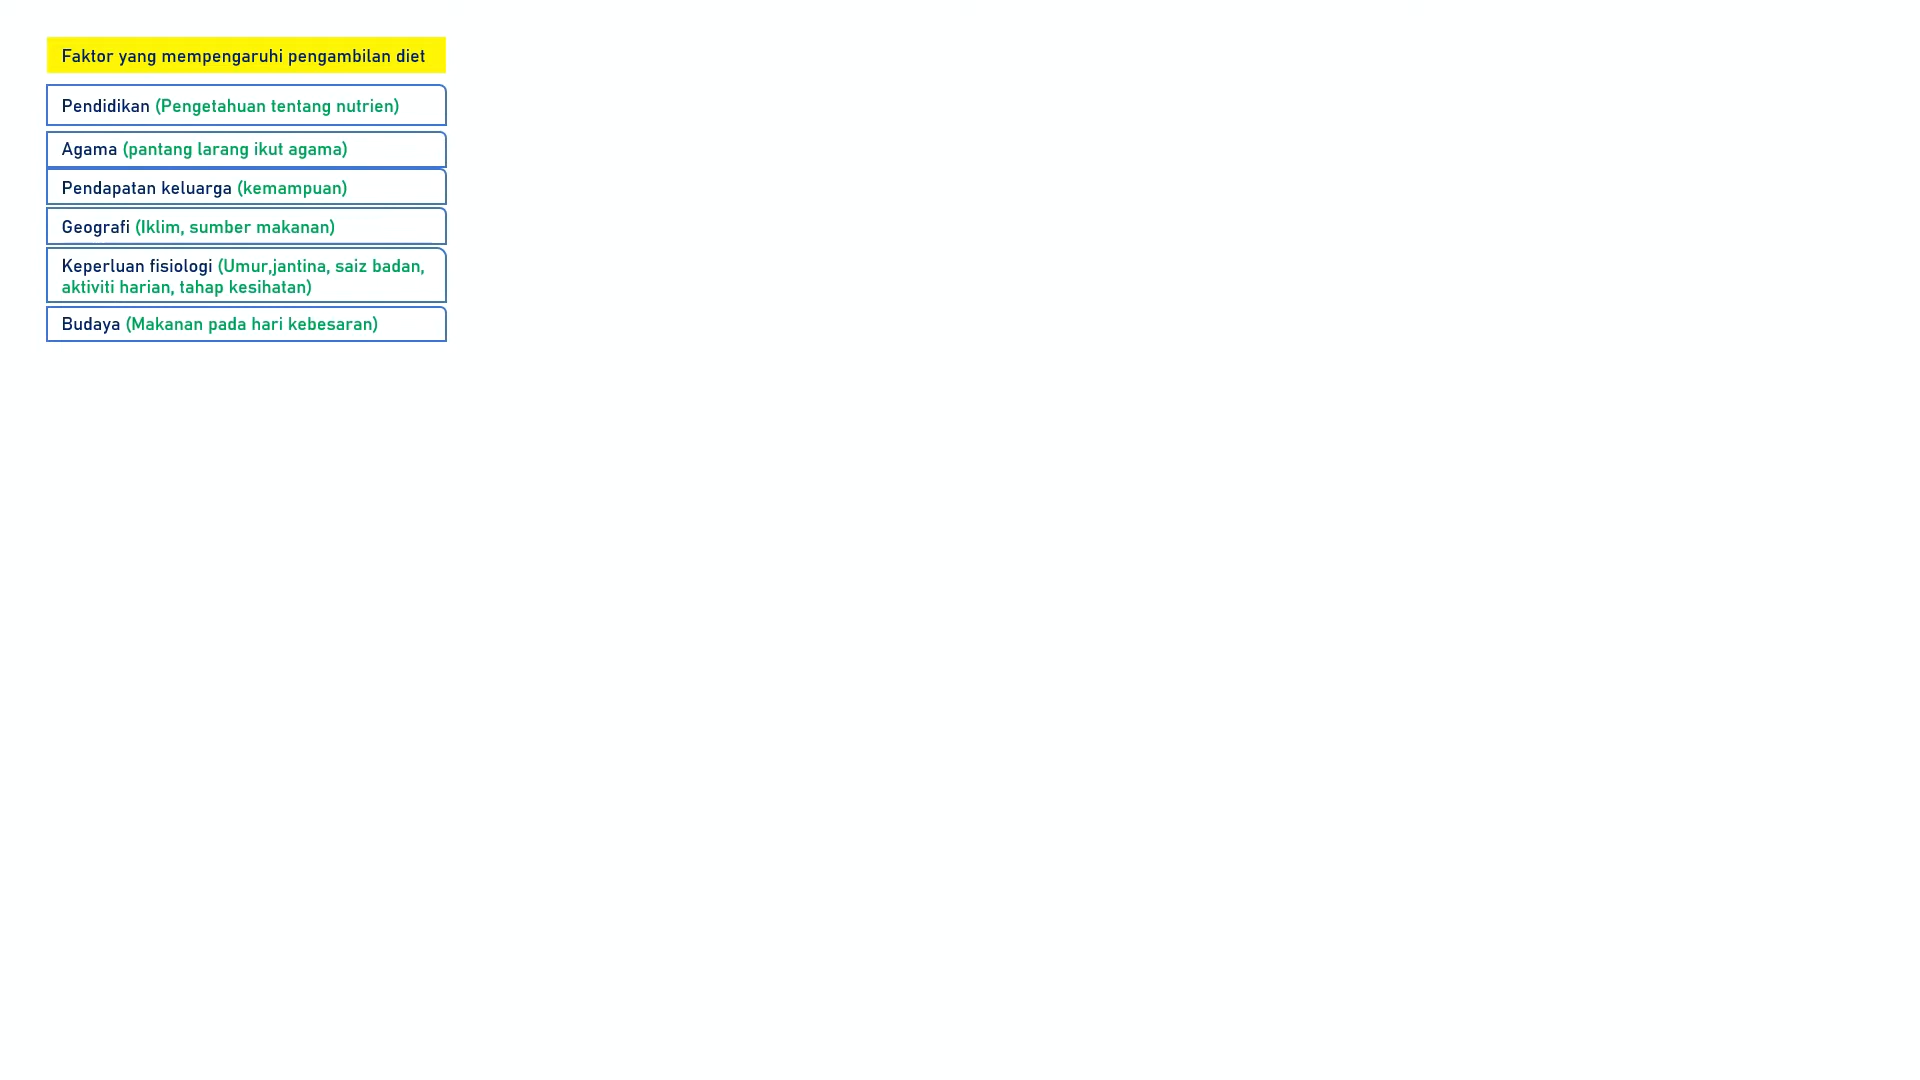 Faktor yang mempengaruhi pengambilan diet
Pendidikan (Pengetahuan tentang nutrien)
Agama (pantang larang ikut agama)
Pendapatan keluarga (kemampuan)
Geografi (Iklim, sumber makanan)
Keperluan fisiologi (Umur,jantina, saiz badan,
aktiviti harian, tahap kesihatan)
Budaya (Makanan pada hari kebesaran)